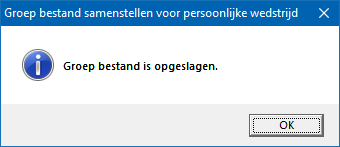 Groep bestand samenstellen voor persoonlijke wedstrijd
Groep bestand is opgeslagen.
OK